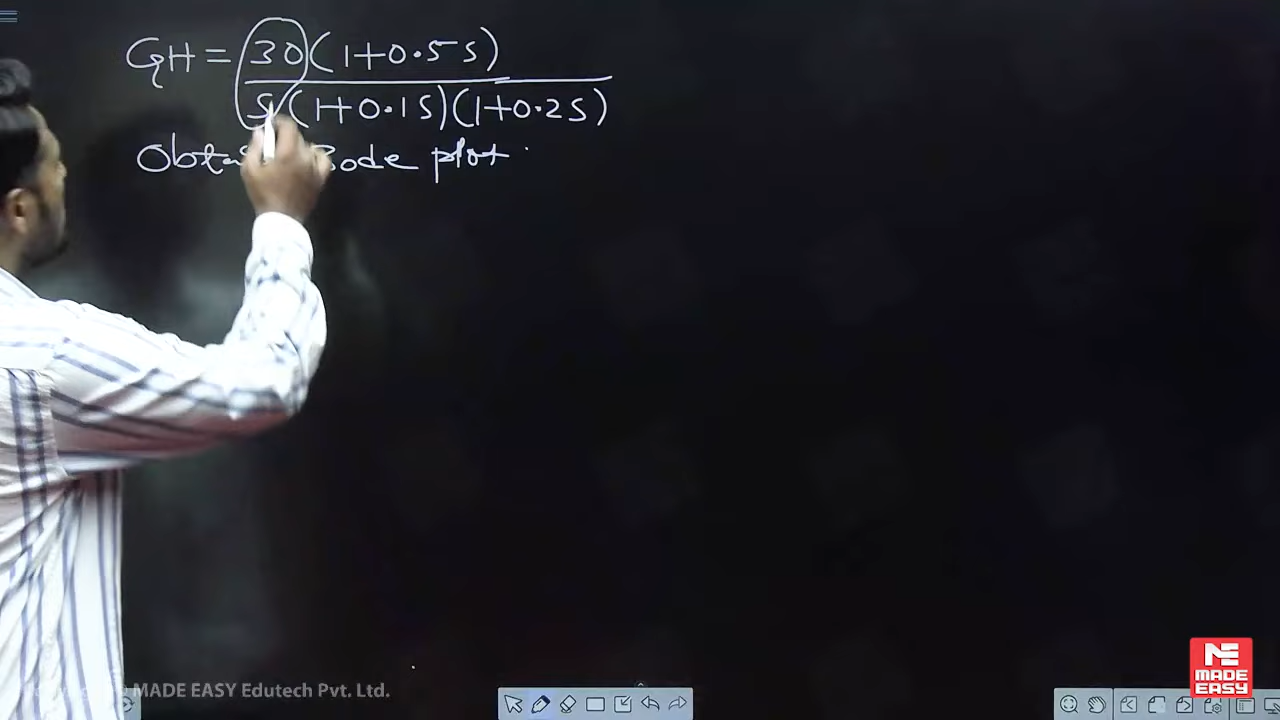 GH = 30(1+0.5s)
s(1+0.1s)(1+0.2s)
Bode plot
MADE EASY Edutech Pvt. Ltd.
MADE
EASY